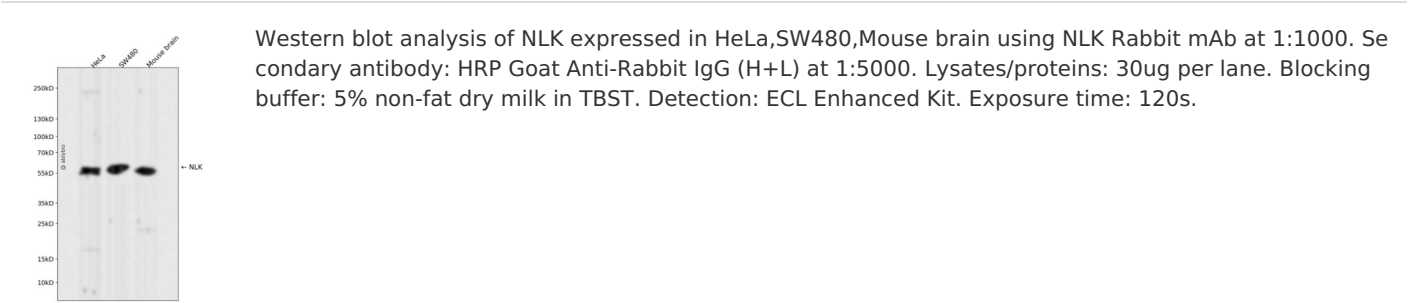 HeLa
SW480
Mouse brain
250kD
130kD
100kD
70kD
55kD
35kD
25kD
15kD
10kD
← NLK
Western blot analysis of NLK expressed in HeLa,SW480,Mouse brain using NLK Rabbit mAb at 1:1000. Se
condary antibody: HRP Goat Anti-Rabbit IgG (H+L) at 1:5000. Lysates/proteins: 30ug per lane. Blocking
buffer: 5% non-fat dry milk in TBST. Detection: ECL Enhanced Kit. Exposure time: 120s.